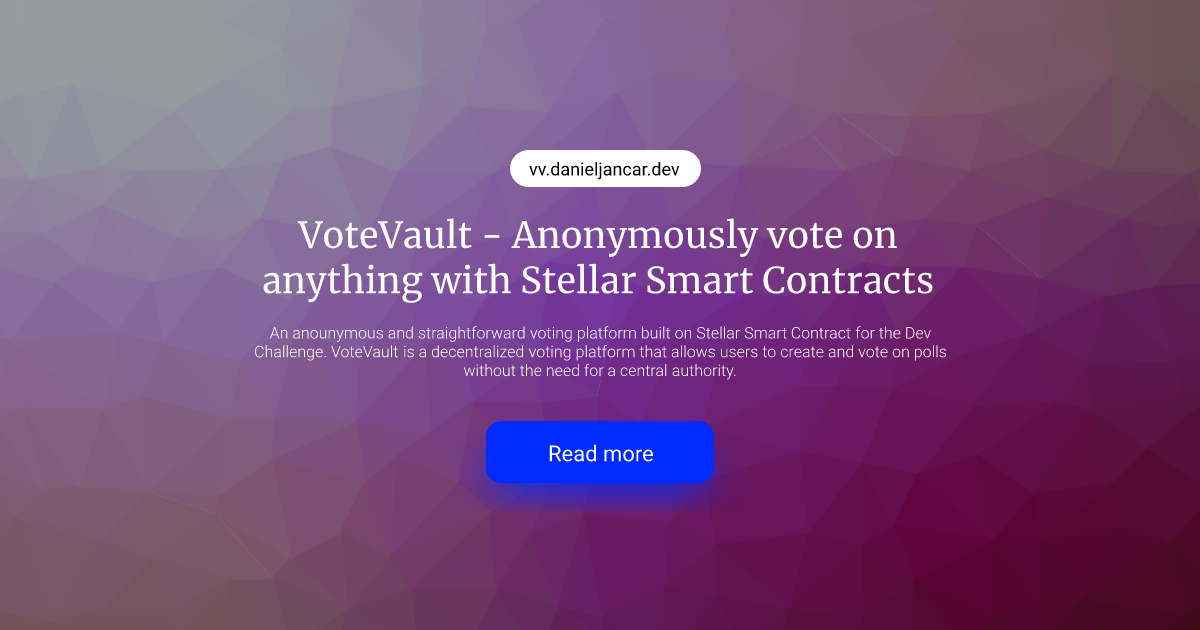 vv.danieljancar.dev
VoteVault - Anonymously vote on
anything with Stellar Smart Contracts
An anounymous and straightforward voting platform built on Stellar Smart Contract for the Dev
Challenge. VoteVault is a decentralized voting platform that allows users to create and vote on polls
without the need for a central authority.
Read more